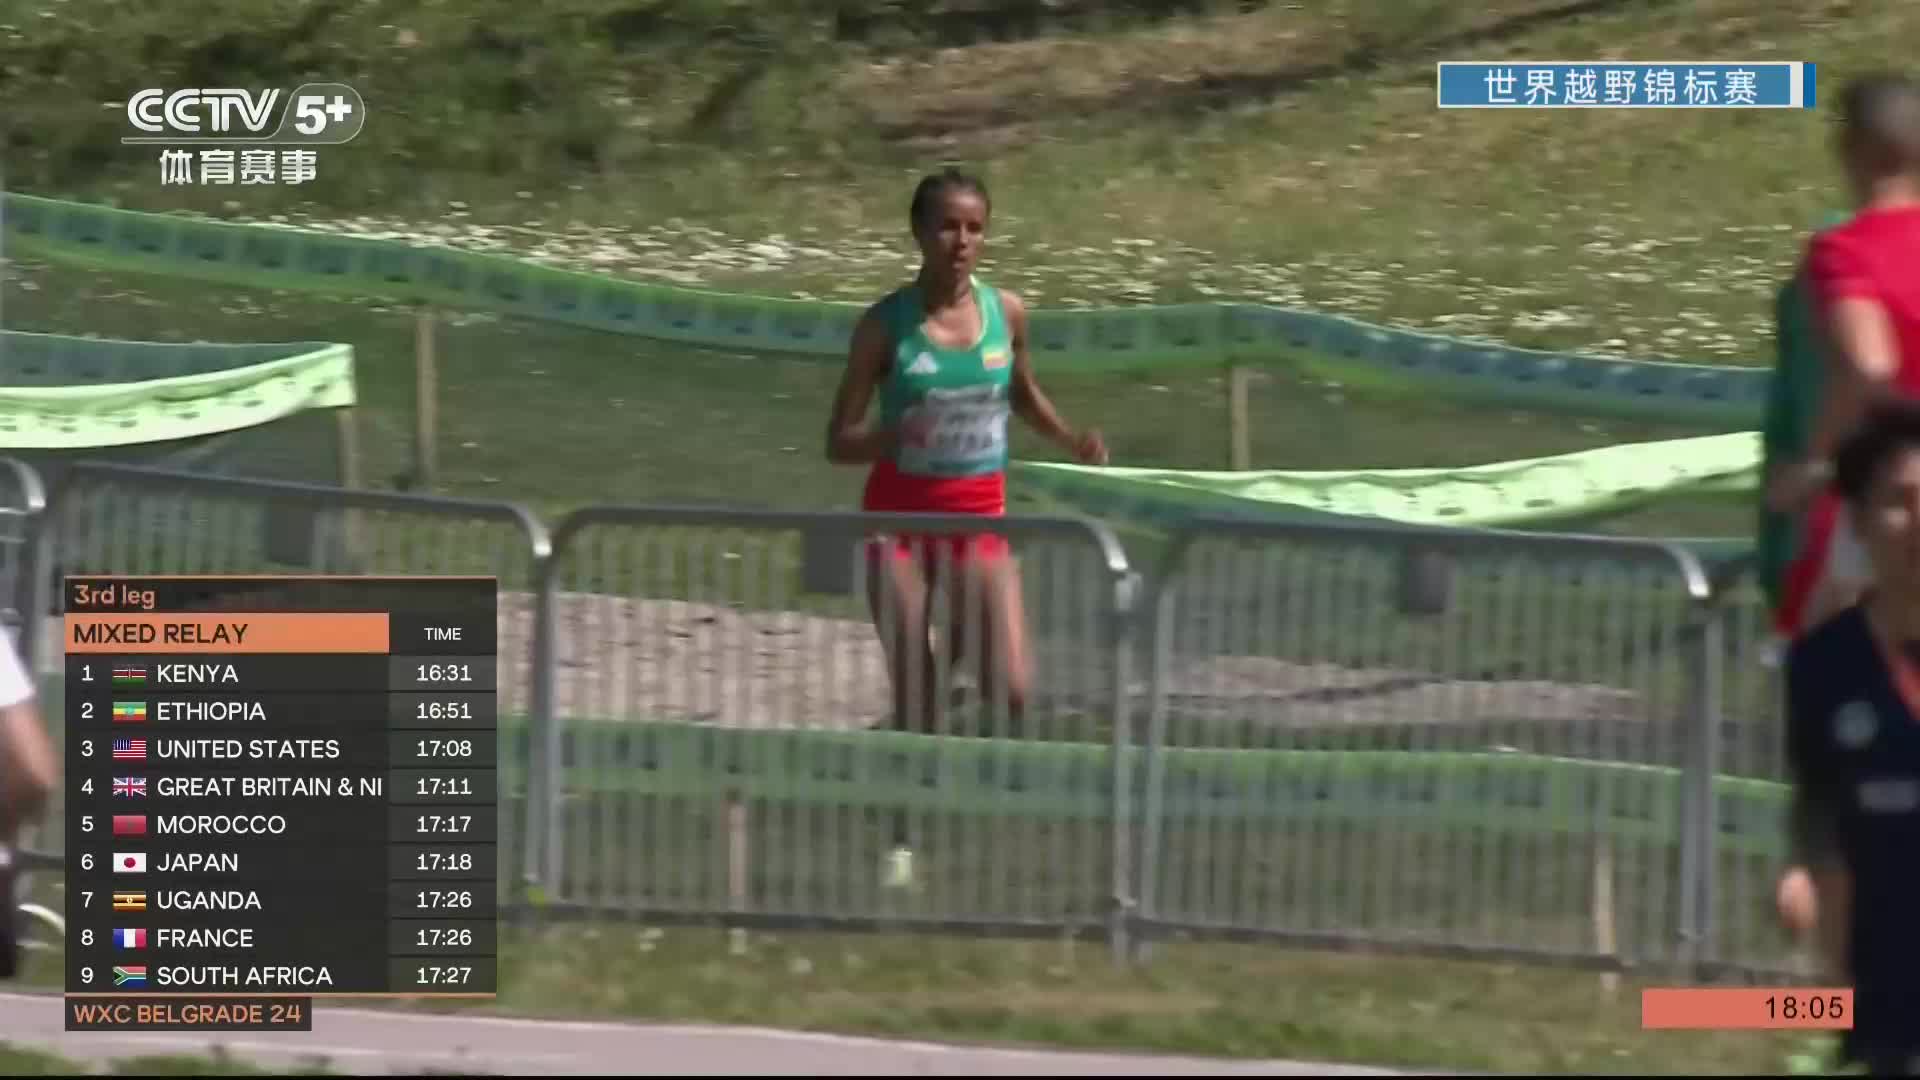 CCTV 5+
体育赛事
世界越野锦标赛
3rd leg
MIXED RELAY TIME
1 KENYA 16:31
2 ETHIOPIA 16:51
3 UNITED STATES 17:08
4 GREAT BRITAIN & NI 17:11
5 MOROCCO 17:17
6 JAPAN 17:18
7 UGANDA 17:26
8 FRANCE 17:26
9 SOUTH AFRICA 17:27
WXC BELGRADE 24
18:05